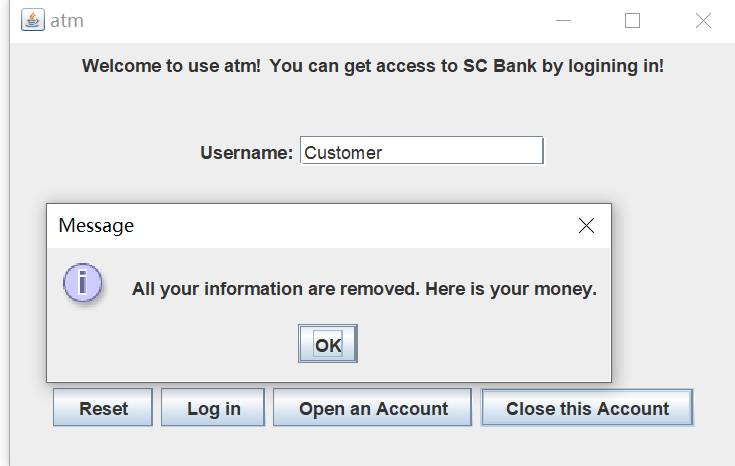 atm
Welcome to use atm! You can get access to SC Bank by logining in!
Username: Customer
Message
All your information are removed. Here is your money.
OK
Reset Log in Open an Account Close this Account